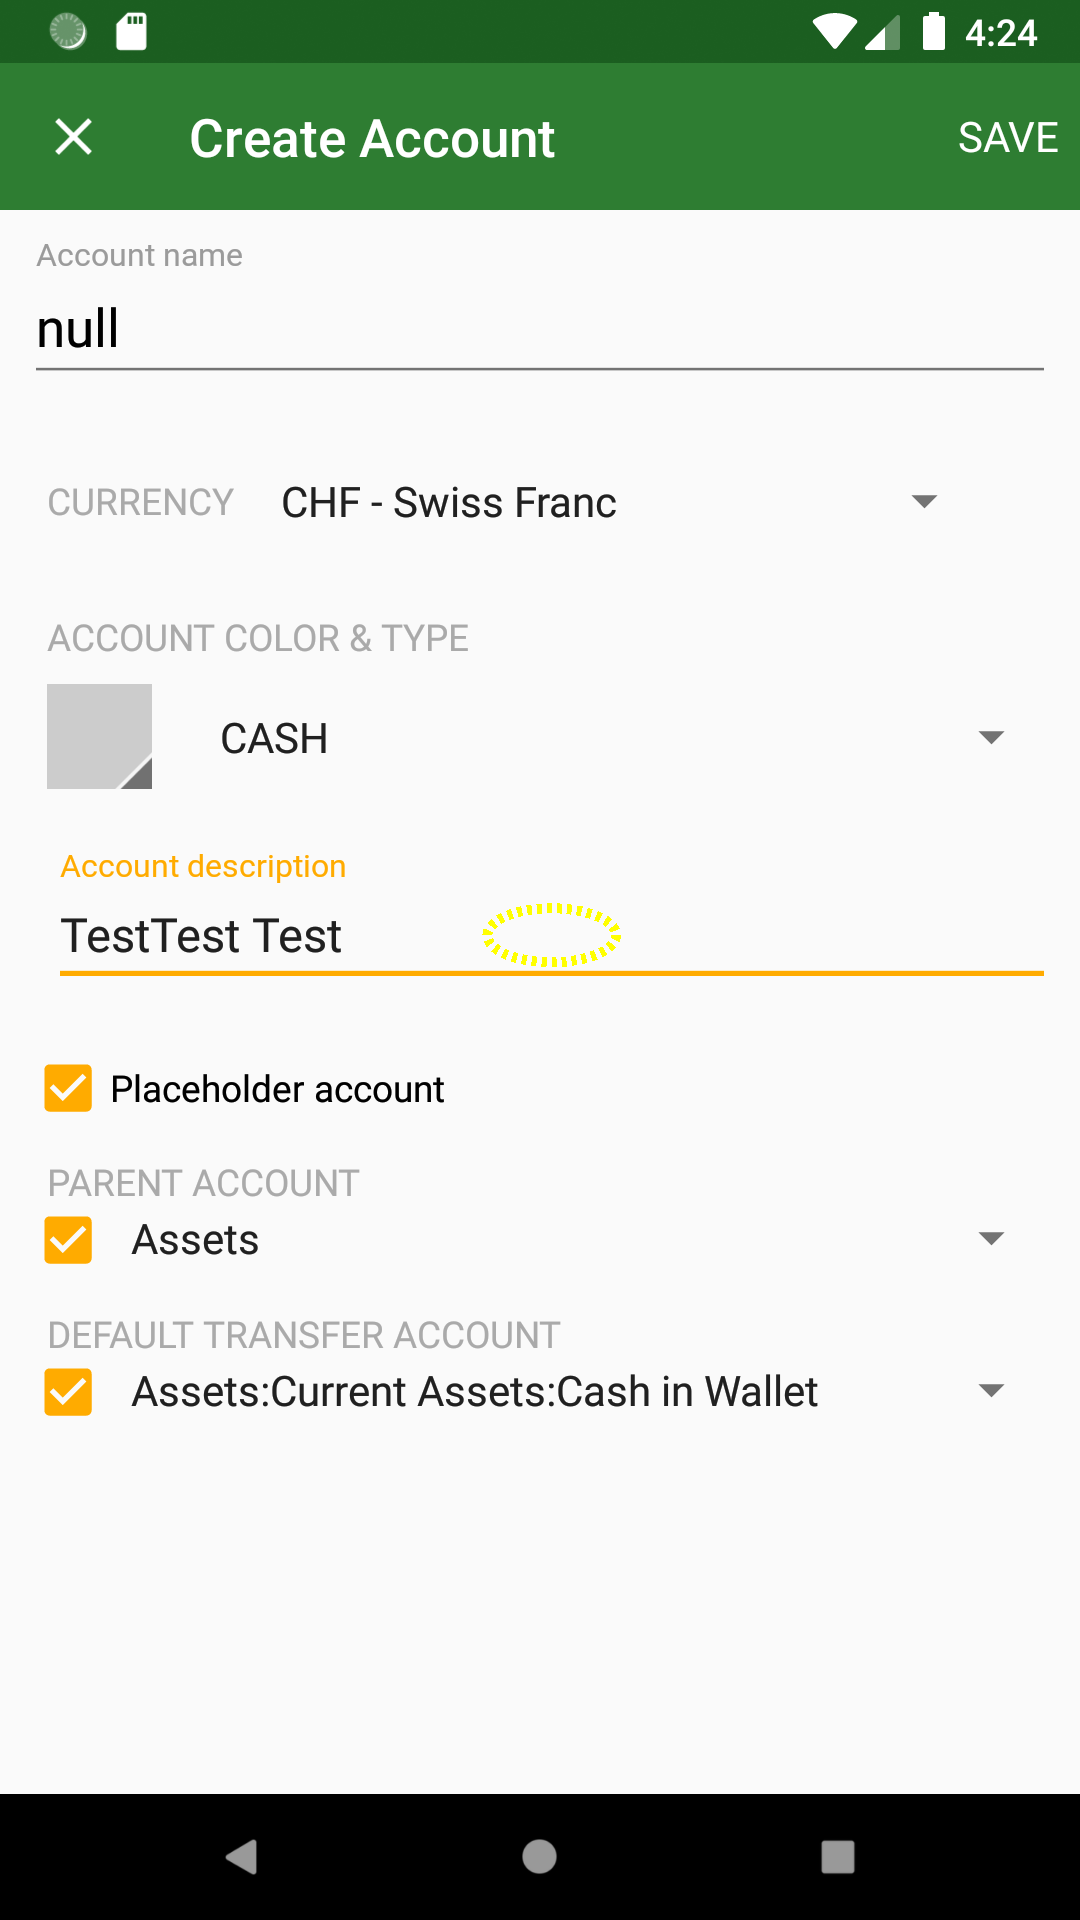 4:24
Create Account
SAVE
Account name
null
CURRENCY CHF - Swiss Franc
ACCOUNT COLOR & TYPE
CASH
Account description
TestTest Test
Placeholder account
PARENT ACCOUNT
Assets
DEFAULT TRANSFER ACCOUNT
Assets:Current Assets:Cash in Wallet